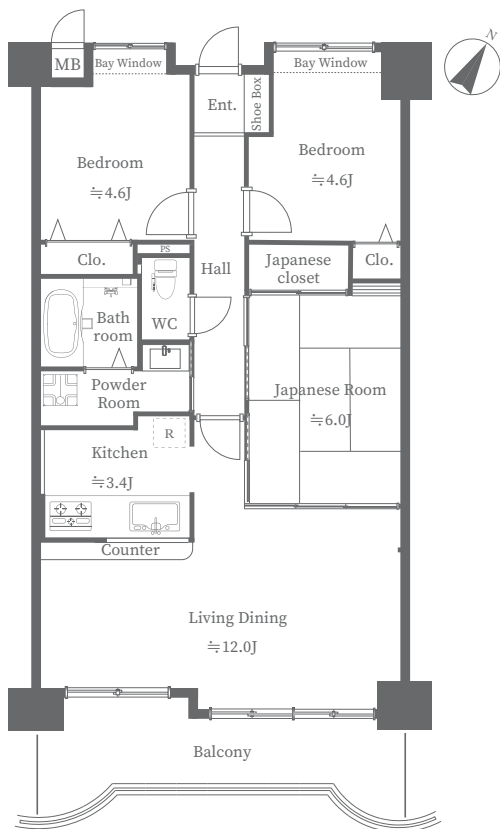 N
MB
Bay Window
Bay Window
Ent.
Shoe Box
Bedroom
≒4.6J
Bedroom
≒4.6J
PS
Clo.
Hall
Japanese
closet
Clo.
Bath
room
WC
Powder
Room
Japanese Room
≒6.0J
R
Kitchen
≒3.4J
Counter
Living Dining
≒12.0J
Balcony